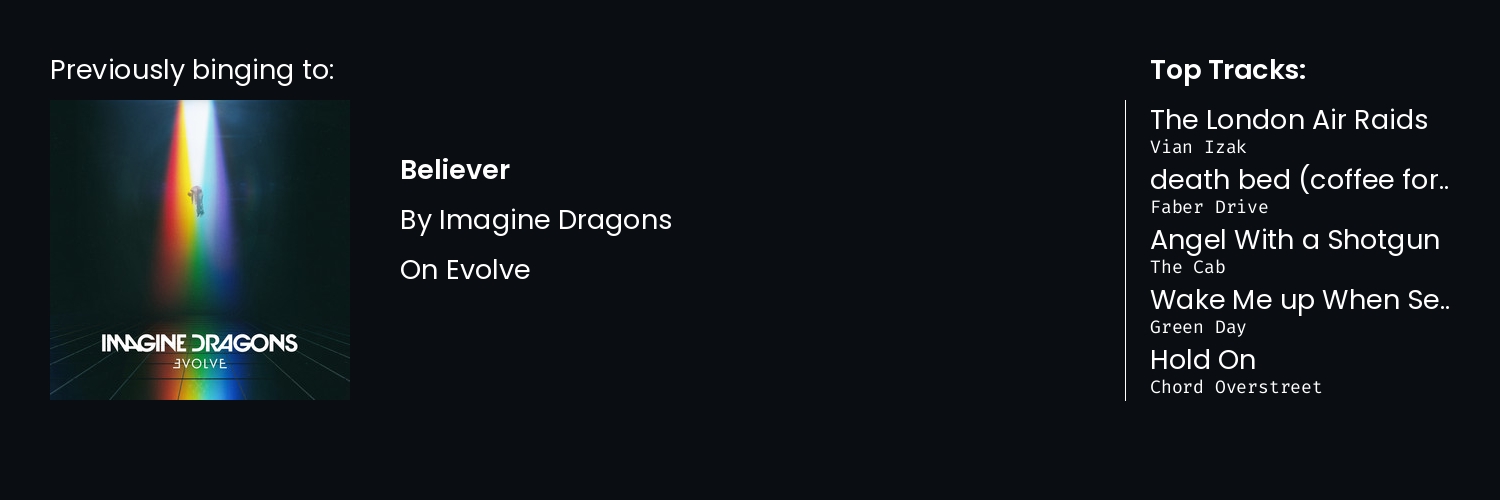 Previously binging to:
IMAGINE DRAGONS
EVOLVE
Believer
By Imagine Dragons
On Evolve
Top Tracks:
The London Air Raids
Vian Izak
death bed (coffee for..
Faber Drive
Angel With a Shotgun
The Cab
Wake Me up When Se..
Green Day
Hold On
Chord Overstreet